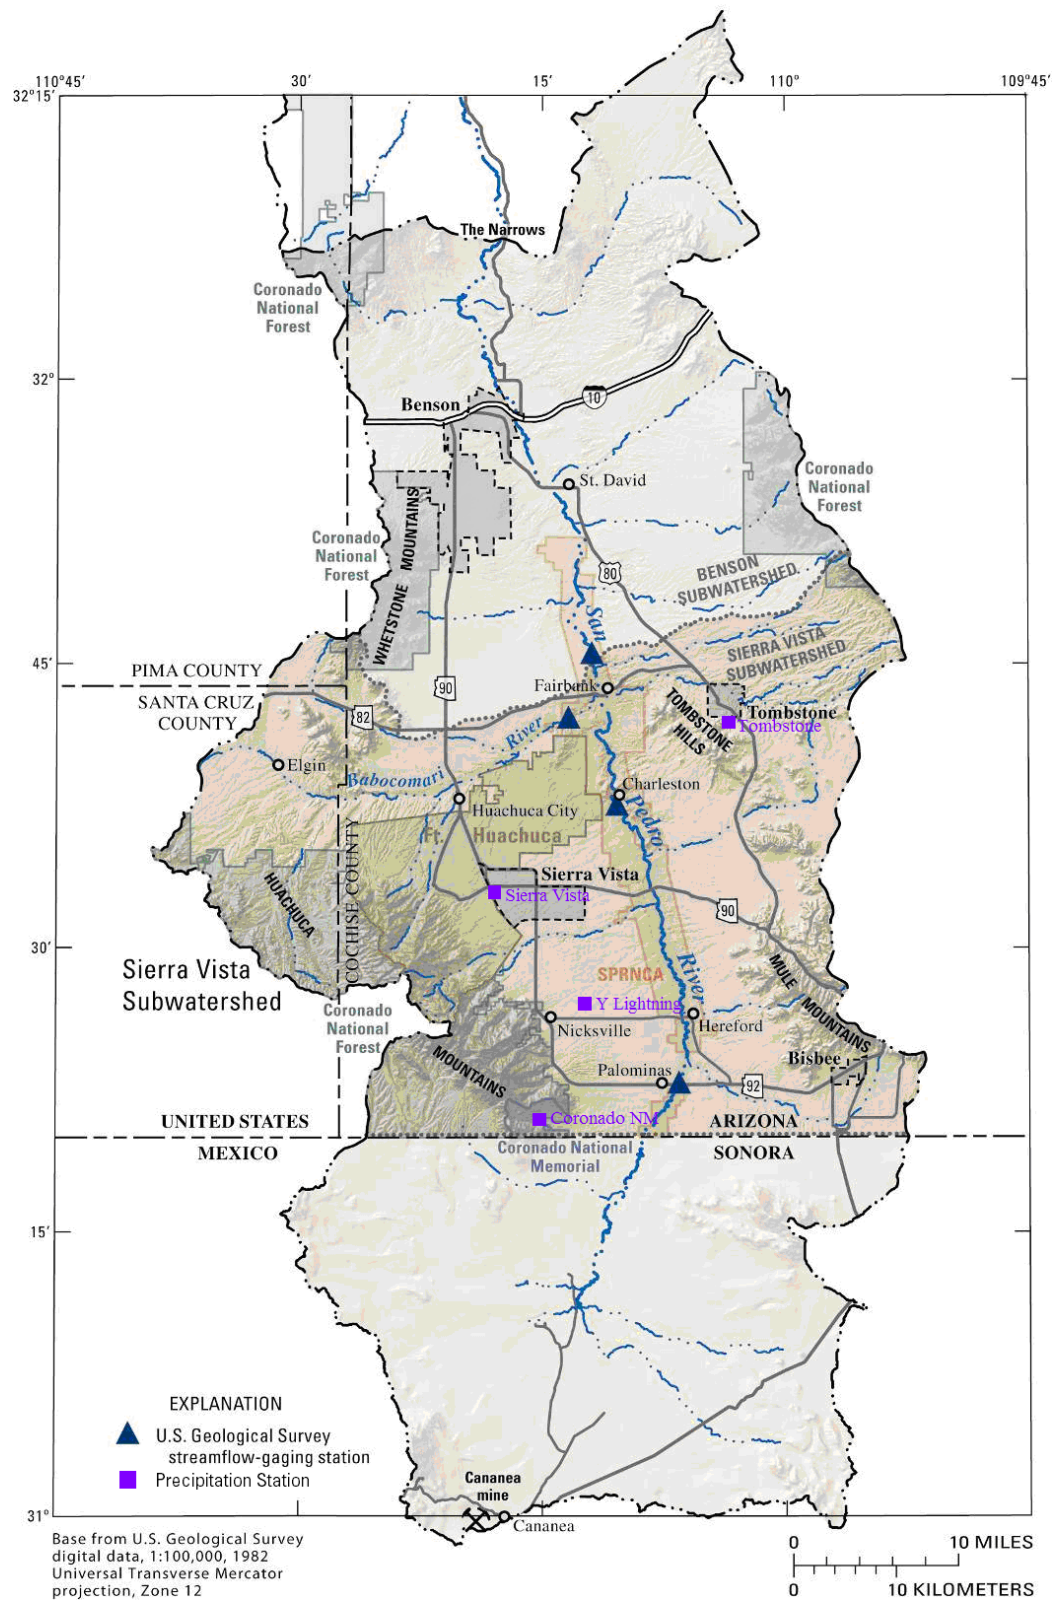 110°45′
30′
15′
110°
109°45′
32°15′
The Narrows
Coronado
National
Forest
32°
10
Benson
Coronado
National
Forest
St. David
WHETSTONE MOUNTAINS
Coronado
National
Forest
80
BENSON
SUBWATERSHED
San
SIERRA VISTA
SUBWATERSHED
45′
PIMA COUNTY
SANTA CRUZ
COUNTY
90
Fairbank
82
TOMBSTONE
HILLS
Tombstone
Tombstone
River
Elgin
Babocomari
Charleston
Pedro
Huachuca City
Ft. Huachuca
Sierra Vista
Sierra Vista
HUACHUCA
COCHISE COUNTY
90
30′
Sierra Vista
Subwatershed
SPRNCA
River
MULE MOUNTAINS
Y Lightning
Coronado
National
Forest
Nicksville
Hereford
MOUNTAINS
Bisbee
Palominas
92
Coronado NM
UNITED STATES
ARIZONA
MEXICO
SONORA
Coronado National
Memorial
15′
EXPLANATION
U.S. Geological Survey
streamflow-gaging station
Precipitation Station
Cananea
mine
31°
Cananea
Base from U.S. Geological Survey
digital data, 1:100,000, 1982
Universal Transverse Mercator
projection, Zone 12
0 10 MILES
0 10 KILOMETERS